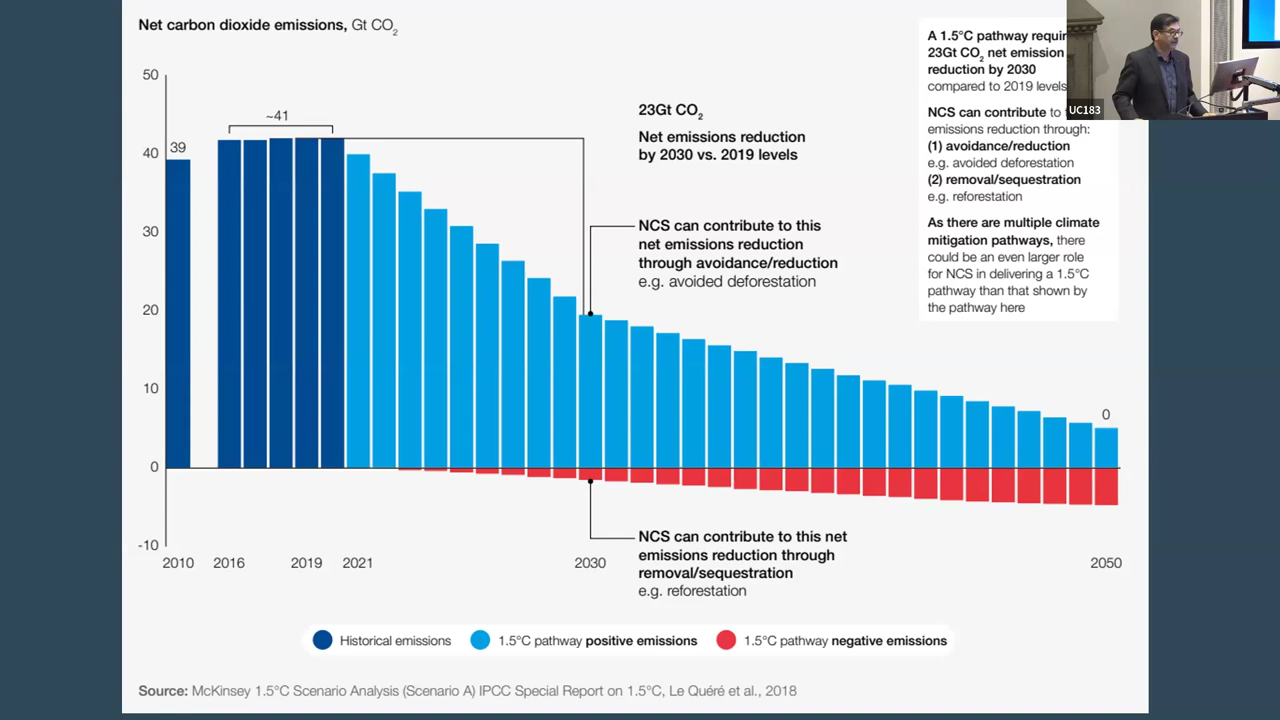 Net carbon dioxide emissions, Gt CO₂
50
40
30
20
10
0
-10
39
~41
0
2010
2016
2019
2021
2030
2050
23Gt CO₂
Net emissions reduction
by 2030 vs. 2019 levels
NCS can contribute to this
net emissions reduction
through avoidance/reduction
e.g. avoided deforestation
NCS can contribute to this net
emissions reduction through
removal/sequestration
e.g. reforestation
A 1.5°C pathway
23Gt CO₂ net emission
reduction by 2030
compared to 2019 levels
NCS can contribute to
emissions reduction through:
(1) avoidance/reduction
e.g. avoided deforestation
(2) removal/sequestration
e.g. reforestation
As there are multiple climate
mitigation pathways, there
could be an even larger role
for NCS in delivering a 1.5°C
pathway than that shown by
the pathway here
UC183
Historical emissions
1.5°C pathway positive emissions
1.5°C pathway negative emissions
Source: McKinsey 1.5°C Scenario Analysis (Scenario A) IPCC Special Report on 1.5°C, Le Quéré et al., 2018